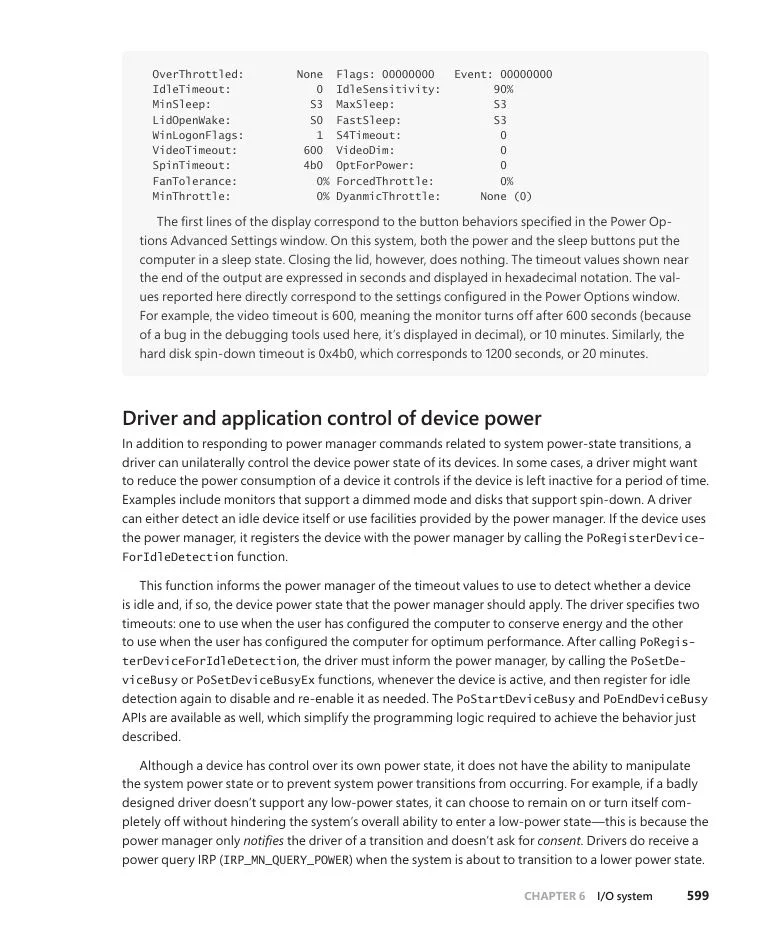 OverThrottled: None Flags: 00000000 Event: 00000000
IdleTimeout: 0 IdleSensitivity: 90%
MinSleep: S3 MaxSleep: S3
LidOpenWake: S0 FastSleep: S3
WinLogonFlags: 1 S4Timeout: 0
VideoTimeout: 600 VideoDim: 0
SpinTimeout: 4b0 OptForPower: 0
FanTolerance: 0% ForcedThrottle: 0%
MinThrottle: 0% DyanmicThrottle: None (0)
The first lines of the display correspond to the button behaviors specified in the Power Op-
tions Advanced Settings window. On this system, both the power and the sleep buttons put the
computer in a sleep state. Closing the lid, however, does nothing. The timeout values shown near
the end of the output are expressed in seconds and displayed in hexadecimal notation. The val-
ues reported here directly correspond to the settings configured in the Power Options window.
For example, the video timeout is 600, meaning the monitor turns off after 600 seconds (because
of a bug in the debugging tools used here, it's displayed in decimal), or 10 minutes. Similarly, the
hard disk spin-down timeout is 0x4b0, which corresponds to 1200 seconds, or 20 minutes.
Driver and application control of device power
In addition to responding to power manager commands related to system power-state transitions, a
driver can unilaterally control the device power state of its devices. In some cases, a driver might want
to reduce the power consumption of a device it controls if the device is left inactive for a period of time.
Examples include monitors that support a dimmed mode and disks that support spin-down. A driver
can either detect an idle device itself or use facilities provided by the power manager. If the device uses
the power manager, it registers the device with the power manager by calling the PoRegisterDevice-
ForIdleDetection function.
This function informs the power manager of the timeout values to use to detect whether a device
is idle and, if so, the device power state that the power manager should apply. The driver specifies two
timeouts: one to use when the user has configured the computer to conserve energy and the other
to use when the user has configured the computer for optimum performance. After calling PoRegis-
terDeviceForIdleDetection, the driver must inform the power manager, by calling the PoSetDe-
viceBusy or PoSetDeviceBusyEx functions, whenever the device is active, and then register for idle
detection again to disable and re-enable it as needed. The PoStartDeviceBusy and PoEndDeviceBusy
APIs are available as well, which simplify the programming logic required to achieve the behavior just
described.
Although a device has control over its own power state, it does not have the ability to manipulate
the system power state or to prevent system power transitions from occurring. For example, if a badly
designed driver doesn't support any low-power states, it can choose to remain on or turn itself com-
pletely off without hindering the system's overall ability to enter a low-power state—this is because the
power manager only notifies the driver of a transition and doesn't ask for consent. Drivers do receive a
power query IRP (IRP_MN_QUERY_POWER) when the system is about to transition to a lower power state.
CHAPTER 6 I/O system 599